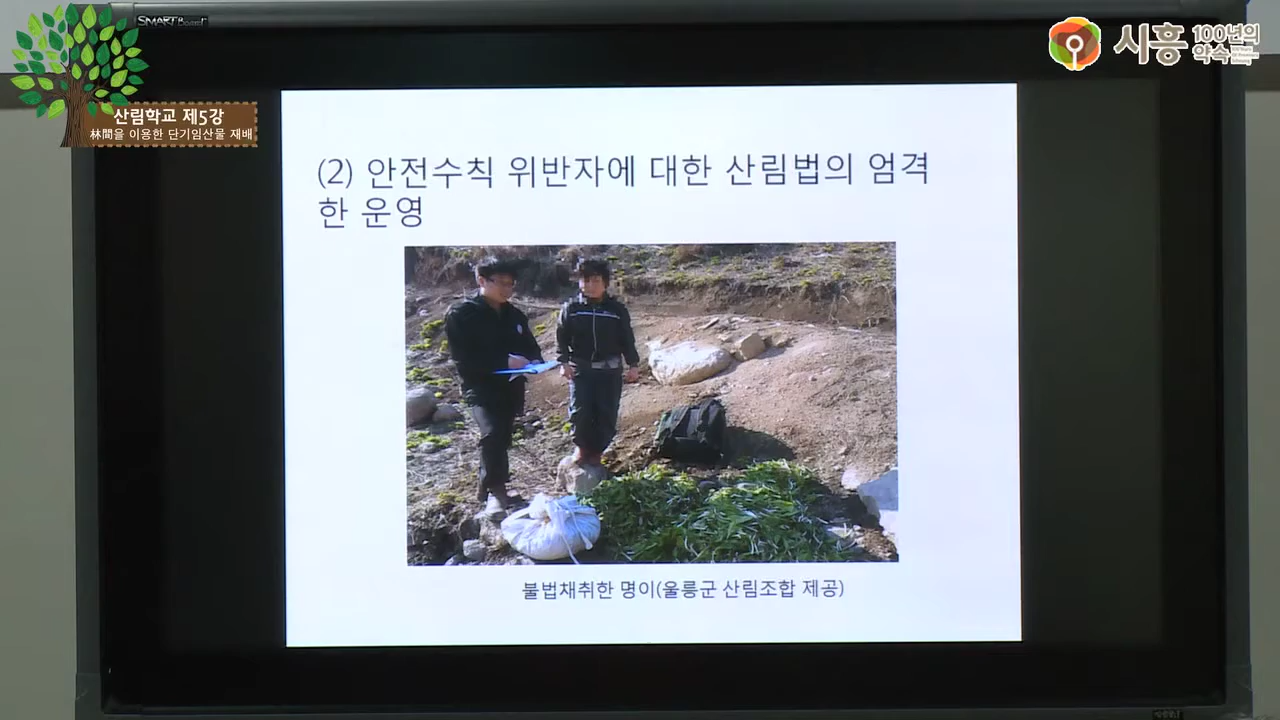 SMART Board
산림학교 제5강
林間을 이용한 단기임산물 재배
시흥 100년의
약속
(2) 안전수칙 위반자에 대한 산림법의 엄격
한 운영
불법채취한 명이(울릉군 산림조합 제공)